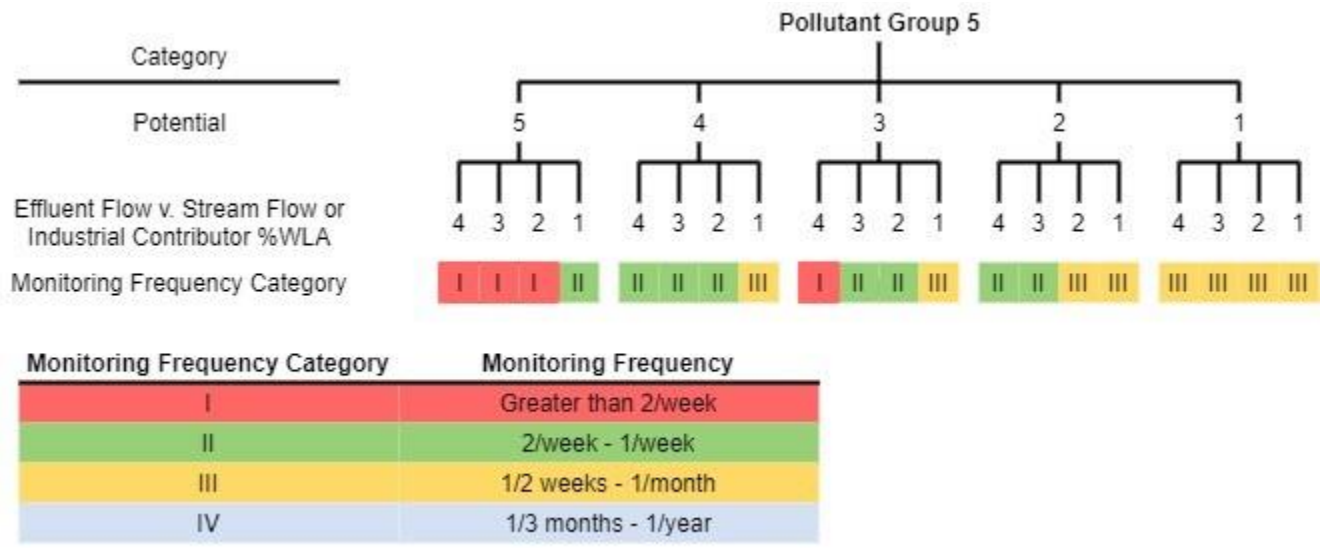 Pollutant Group 5
Category
Potential
5 4 3 2 1
Effluent Flow v. Stream Flow or
Industrial Contributor %WLA
4 3 2 1 4 3 2 1 4 3 2 1 4 3 2 1 4 3 2 1
Monitoring Frequency Category
I I I II II II II III I II II III II II III III III III III III
Monitoring Frequency Category Monitoring Frequency
I Greater than 2/week
II 2/week - 1/week
III 1/2 weeks - 1/month
IV 1/3 months - 1/year